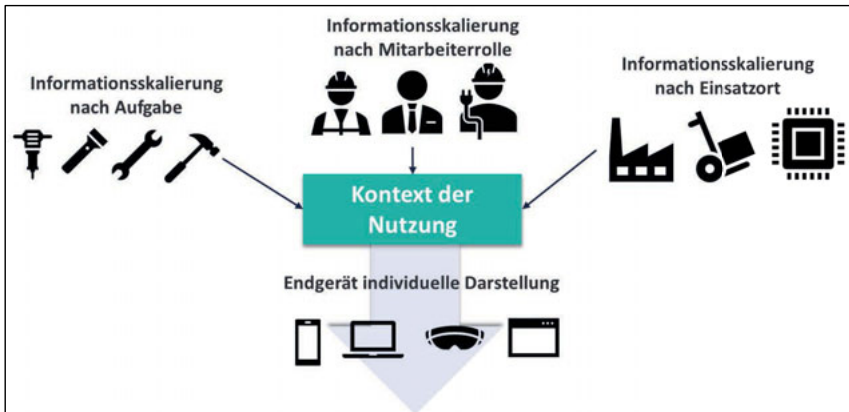 Informationsskalierung
nach Aufgabe
Informationsskalierung
nach Mitarbeiterrolle
Informationsskalierung
nach Einsatzort
Kontext der
Nutzung
Endgerät individuelle Darstellung